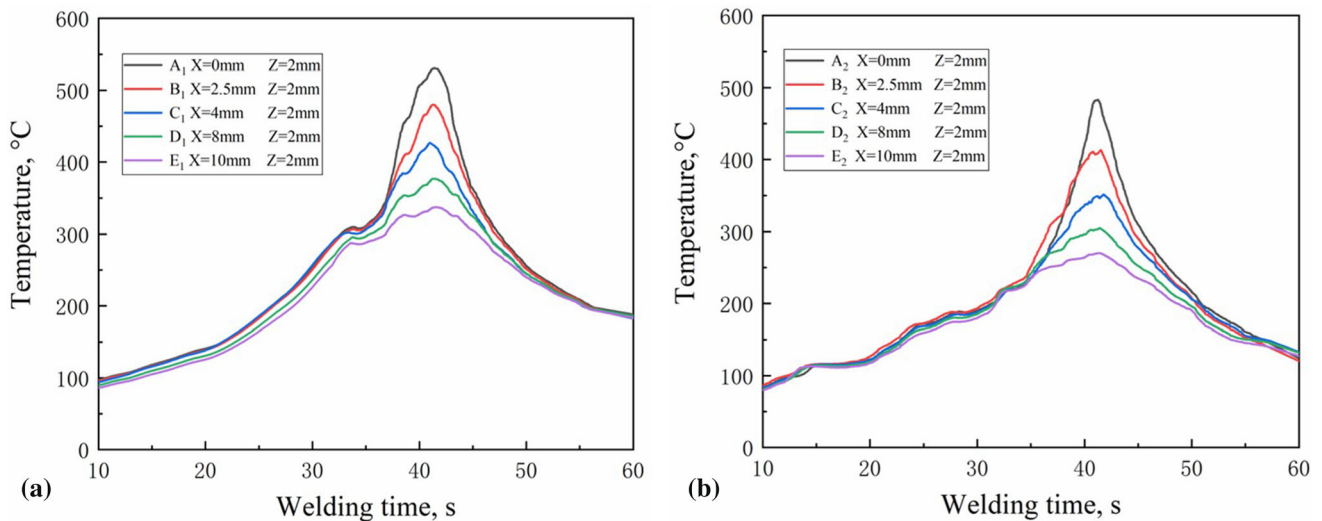 600
500
400
300
200
100
0
Temperature, °C
A₁ X=0mm Z=2mm
B₁ X=2.5mm Z=2mm
C₁ X=4mm Z=2mm
D₁ X=8mm Z=2mm
E₁ X=10mm Z=2mm
10 20 30 40 50 60
Welding time, s
(a)
600
500
400
300
200
100
0
Temperature, °C
A₂ X=0mm Z=2mm
B₂ X=2.5mm Z=2mm
C₂ X=4mm Z=2mm
D₂ X=8mm Z=2mm
E₂ X=10mm Z=2mm
10 20 30 40 50 60
Welding time, s
(b)